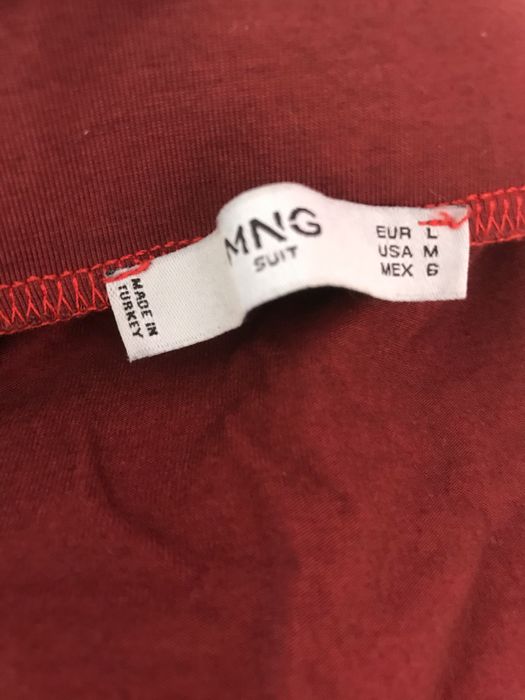 MNG
SUIT
EUR L
USA M
MEX 6
MADE IN
TURKEY